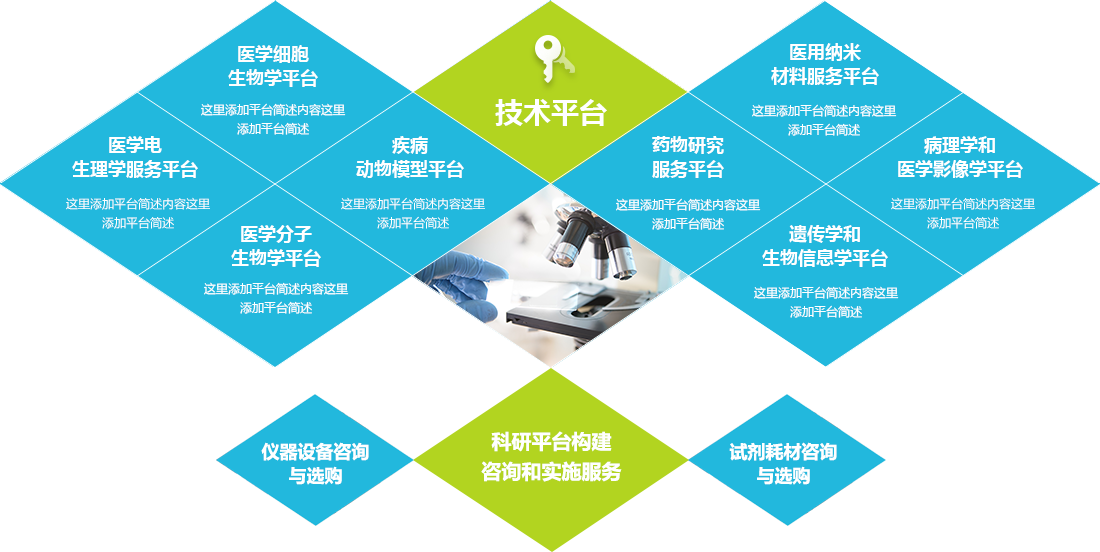 技术平台
医学细胞
生物学平台
这里添加平台简述内容这里
添加平台简述
医学电
生理学服务平台
这里添加平台简述内容这里
添加平台简述
疾病
动物模型平台
这里添加平台简述内容这里
添加平台简述
医学分子
生物学平台
这里添加平台简述内容这里
添加平台简述
医用纳米
材料服务平台
这里添加平台简述内容这里
添加平台简述
药物研究
服务平台
这里添加平台简述内容这里
添加平台简述
病理学和
医学影像学平台
这里添加平台简述内容这里
添加平台简述
遗传学和
生物信息学平台
这里添加平台简述内容这里
添加平台简述
仪器设备咨询
与选购
科研平台构建
咨询和实施服务
试剂耗材咨询
与选购